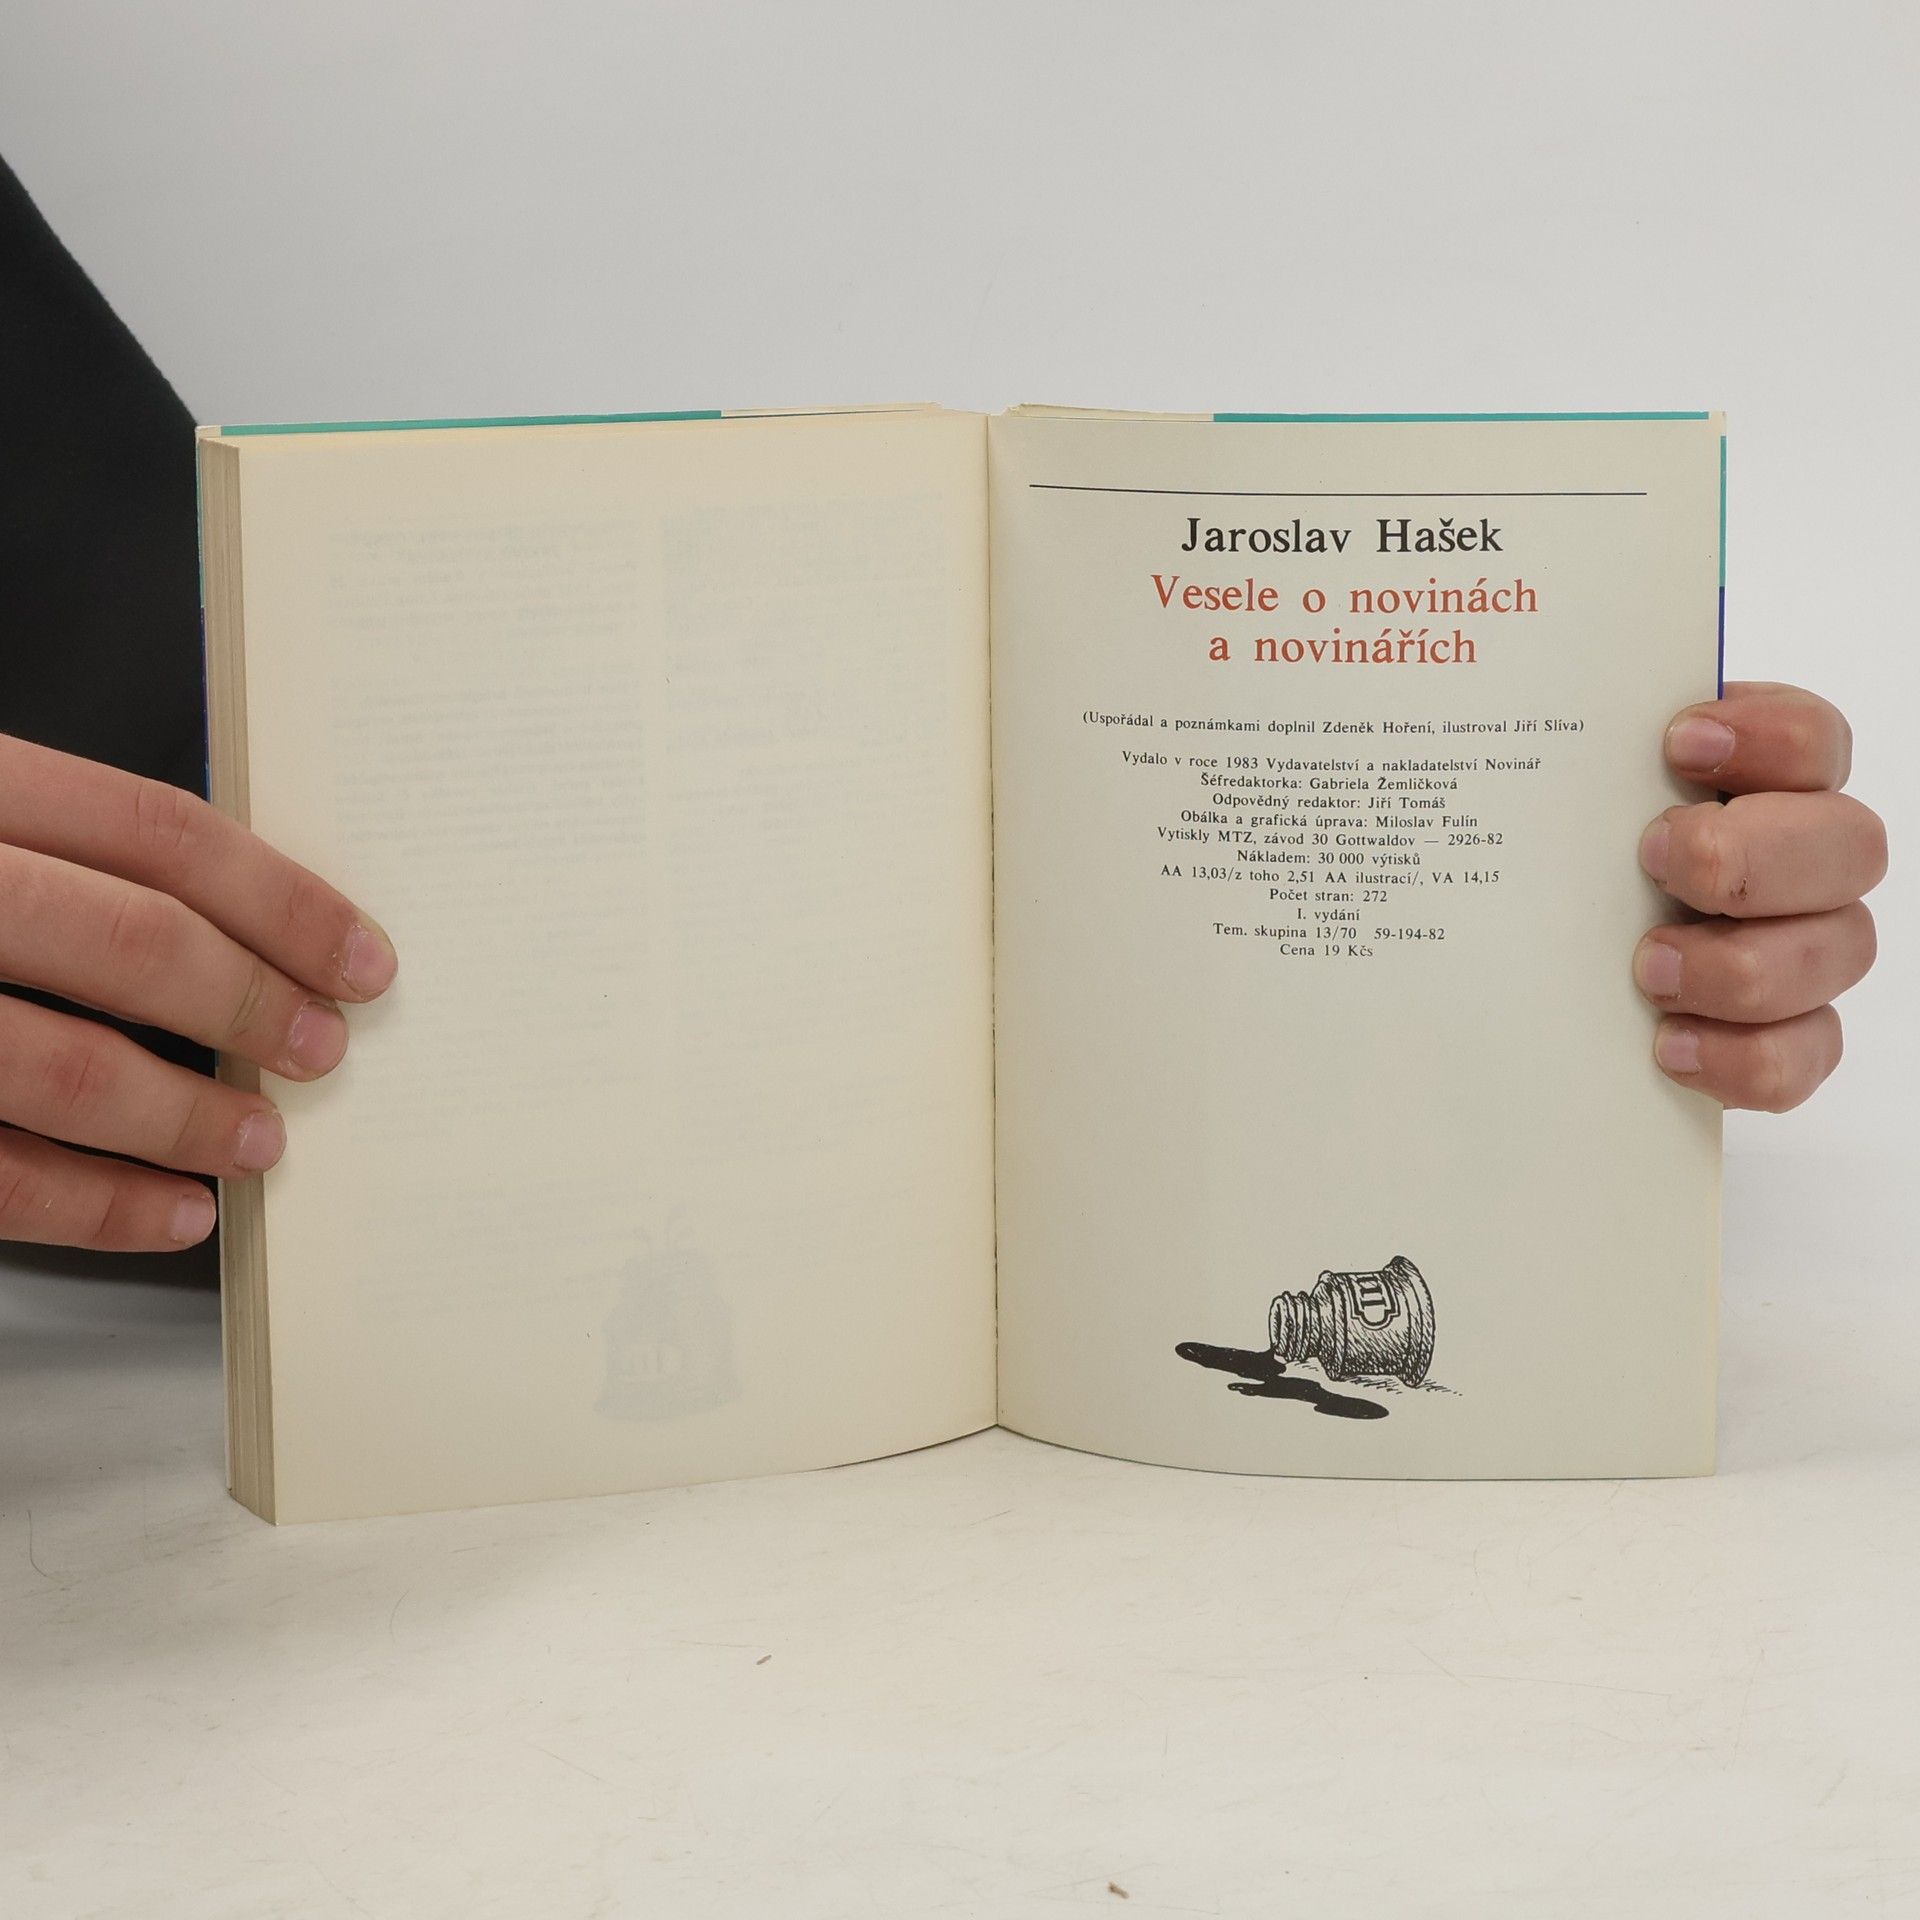 Jaroslav Hašek
Vesele o novinách
a novinářích
(Uspořádal a poznámkami doplnil Zdeněk Hoření, ilustroval Jiří Slíva)
Vydalo v roce 1983 Vydavatelství a nakladatelství Novinář
Šéfredaktorka: Gabriela Žemličková
Odpovědný redaktor: Jiří Tomáš
Obálka a grafická úprava: Miloslav Fulín
Vytiskly MTZ, závod 30 Gottwaldov — 2926-82
Nákladem: 30 000 výtisků
AA 13,03/z toho 2,51 AA ilustrací/, VA 14,15
Počet stran: 272
I. vydání
Tem. skupina 13/70 59-194-82
Cena 19 Kčs